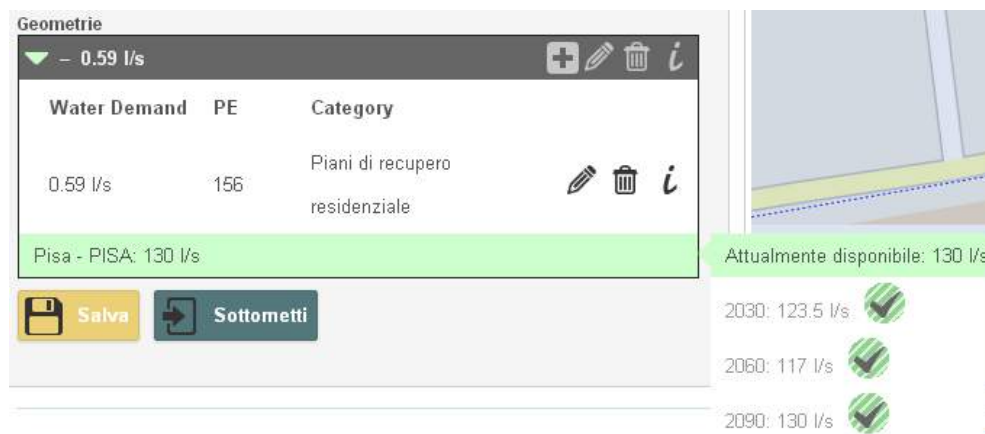 Geometrie
– 0.59 l/s
Water Demand PE Category
0.59 l/s 156 Piani di recupero
residenziale
Pisa - PISA: 130 l/s
Attualmente disponibile: 130 l/s
Salva Sottometti
2030: 123.5 l/s
2060: 117 l/s
2090: 130 l/s